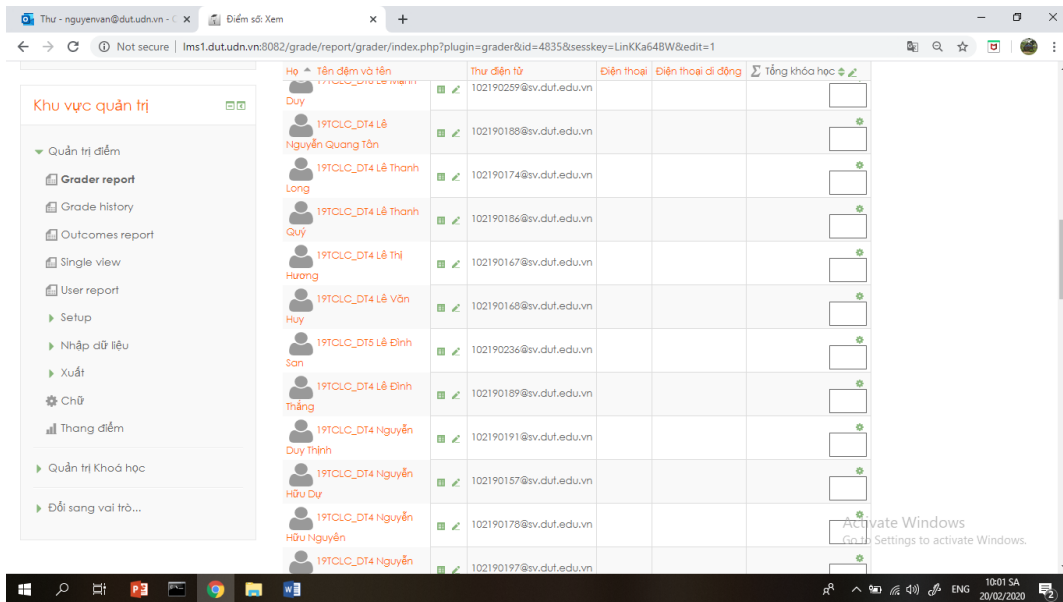 Thư - nguyenvan@dut.udn.vn - Điểm số: Xem
Not secure | lms1.dut.udn.vn:8082/grade/report/grader/index.php?plugin=grader&id=4835&sesskey=LinKKa64BW&edit=1
Khu vực quản trị
Quản trị điểm
Grader report
Grade history
Outcomes report
Single view
User report
Setup
Nhập dữ liệu
Xuất
Chữ
Thang điểm
Quản trị Khoá học
Đổi sang vai trò...
Họ Tên đệm và tên Thư điện tử Điện thoại Điện thoại di động Tổng khóa học
102190259@sv.dut.edu.vn
Duy
19TCLC_DT4 Lê
Nguyễn Quang Tân 102190188@sv.dut.edu.vn
19TCLC_DT4 Lê Thanh
Long 102190174@sv.dut.edu.vn
19TCLC_DT4 Lê Thanh
Quý 102190186@sv.dut.edu.vn
19TCLC_DT4 Lê Thị
Hương 102190167@sv.dut.edu.vn
19TCLC_DT4 Lê Văn
Huy 102190168@sv.dut.edu.vn
19TCLC_DT5 Lê Đình
San 102190236@sv.dut.edu.vn
19TCLC_DT4 Lê Đình
Thắng 102190189@sv.dut.edu.vn
19TCLC_DT4 Nguyễn
Duy Thịnh 102190191@sv.dut.edu.vn
19TCLC_DT4 Nguyễn
Hữu Dự 102190157@sv.dut.edu.vn
19TCLC_DT4 Nguyễn
Hữu Nguyên 102190178@sv.dut.edu.vn
19TCLC_DT4 Nguyễn
102190197@sv.dut.edu.vn
Activate Windows
Go to Settings to activate Windows.
ENG 10:01 SA
20/02/2020